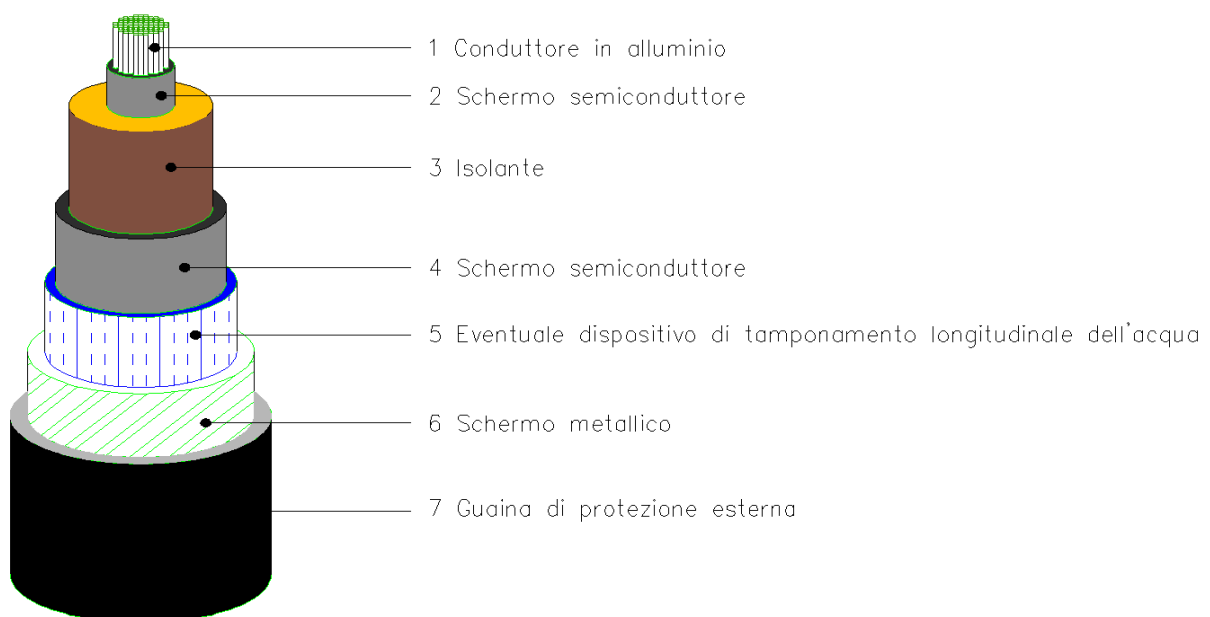 1 Conduttore in alluminio
2 Schermo semiconduttore
3 Isolante
4 Schermo semiconduttore
5 Eventuale dispositivo di tamponamento longitudinale dell'acqua
6 Schermo metallico
7 Guaina di protezione esterna